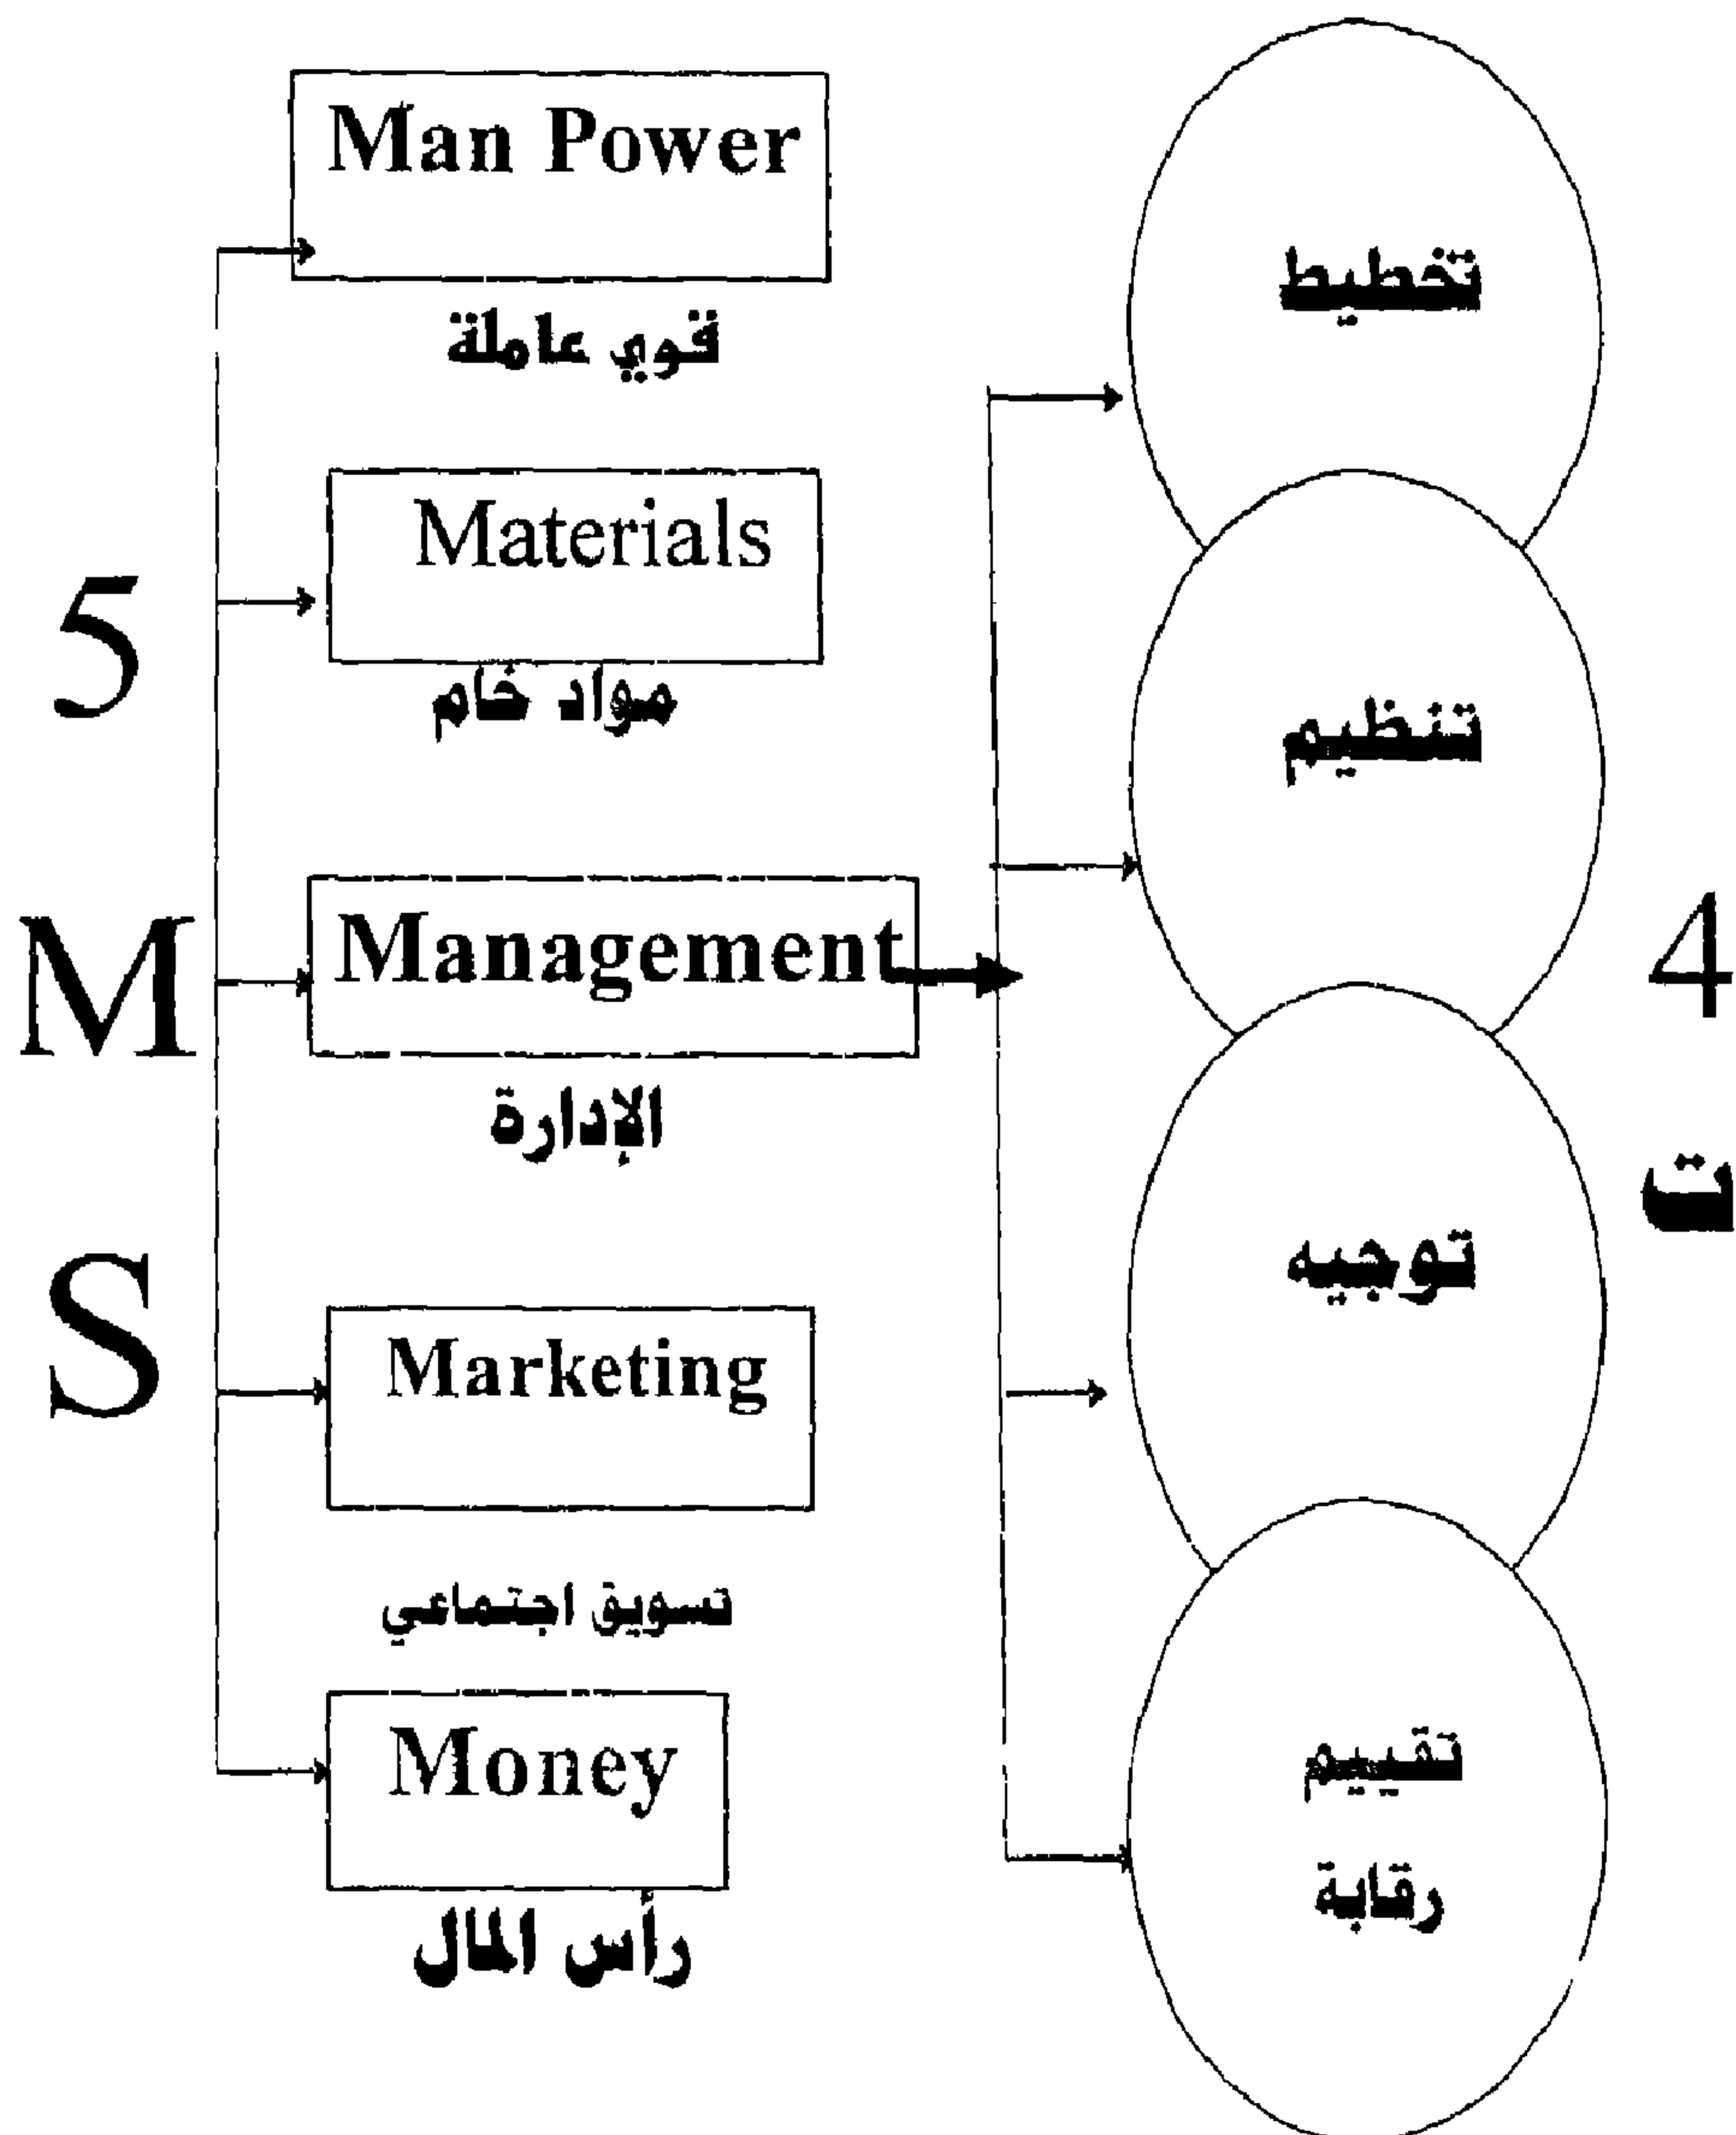 5
M
S
Man Power
قوي عاملة
Materials
مواد خام
Management
الإدارة
Marketing
تسويق اجتماعي
Money
رأس المال
تخطيط
تنظيم
توجيه
تقييم
رقابة
4
ت